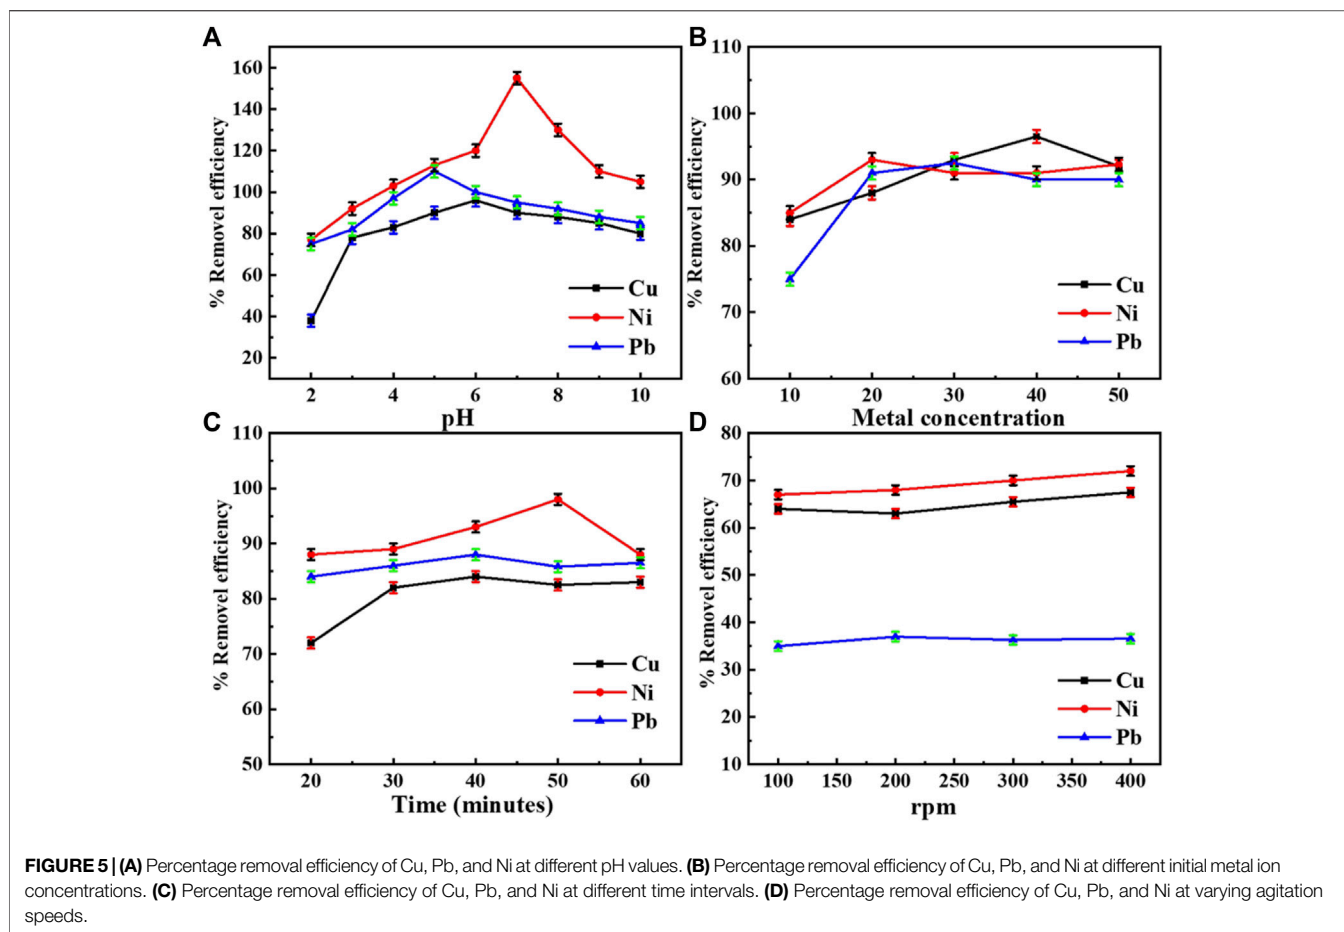 A
% Removel efficiency
160
140
120
100
80
60
40
20
2
4
6
8
10
pH
Cu
Ni
Pb
B
% Removel efficiency
110
100
90
80
70
60
10
20
30
40
50
Metal concentration
Cu
Ni
Pb
C
% Removel efficiency
110
100
90
80
70
60
50
20
30
40
50
60
Time (minutes)
Cu
Ni
Pb
D
% Removel efficiency
80
70
60
50
40
30
20
10
100
150
200
250
300
350
400
rpm
Cu
Ni
Pb
FIGURE 5 | (A) Percentage removal efficiency of Cu, Pb, and Ni at different pH values. (B) Percentage removal efficiency of Cu, Pb, and Ni at different initial metal ion
concentrations. (C) Percentage removal efficiency of Cu, Pb, and Ni at different time intervals. (D) Percentage removal efficiency of Cu, Pb, and Ni at varying agitation
speeds.